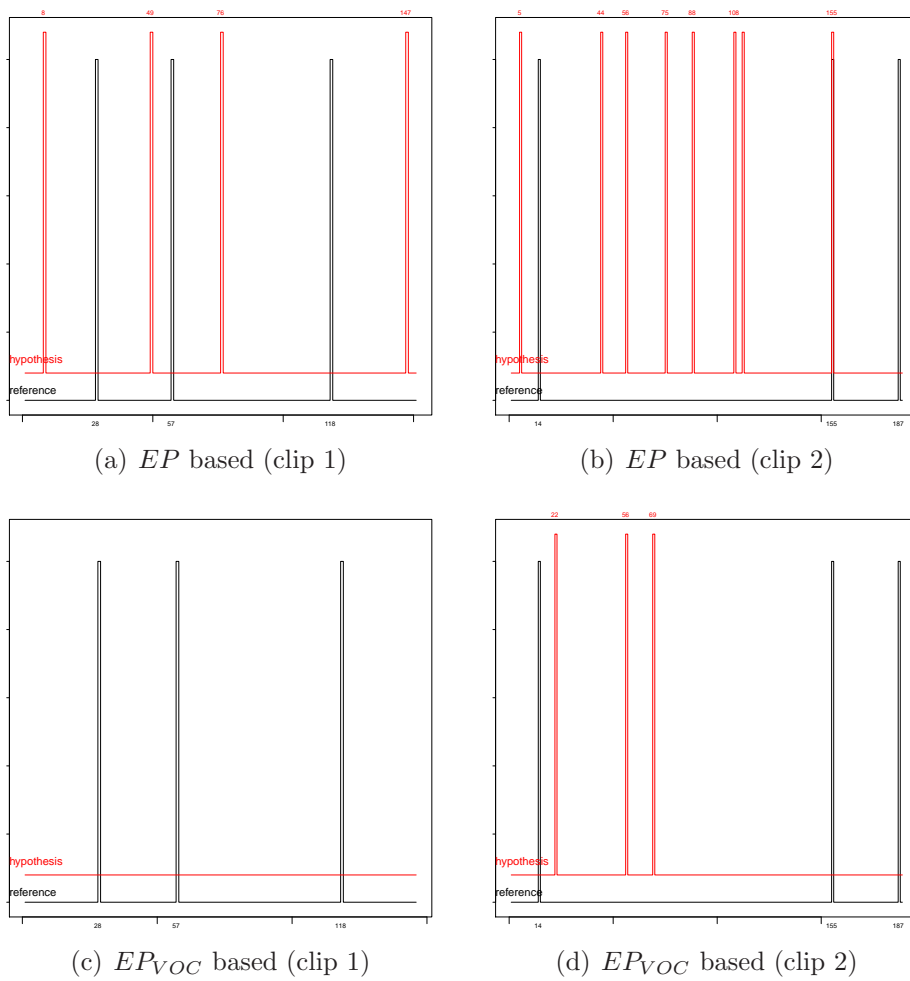 8 49 76 147
hypothesis
reference
28 57 118
(a) EP based (clip 1)
5 44 56 75 88 108 155
hypothesis
reference
14 155 187
(b) EP based (clip 2)
hypothesis
reference
28 57 118
(c) EP_VOC based (clip 1)
22 56 69
hypothesis
reference
14 155 187
(d) EP_VOC based (clip 2)